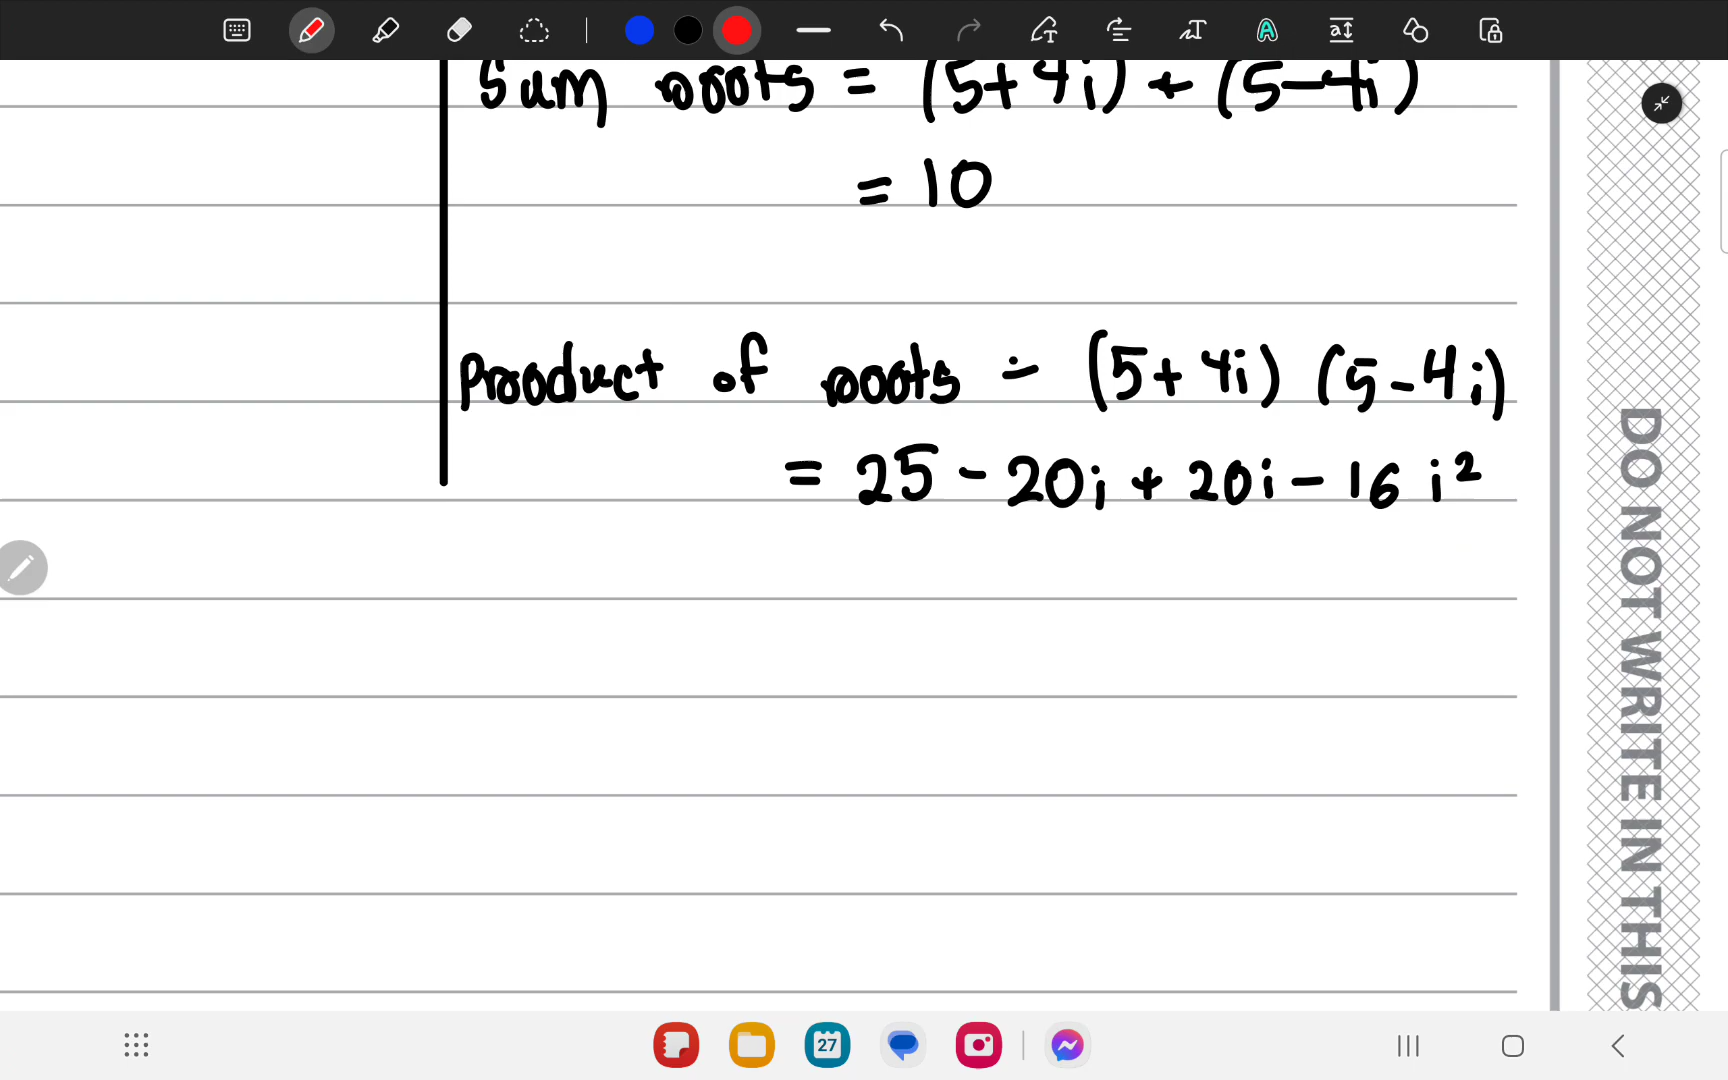 Sum roots = (5+4i) + (5-4i)
= 10
Product of roots ÷ (5+4i) (5-4i)
= 25 - 20i + 20i - 16 i²
DO NOT WRITE IN THIS
27